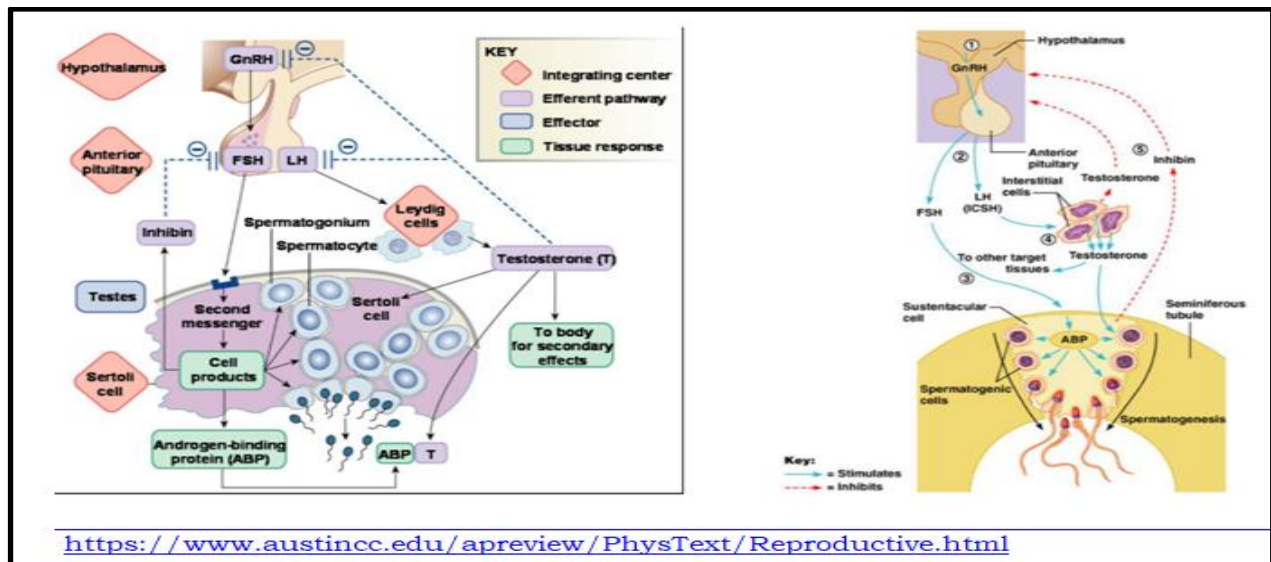 Hypothalamus
GnRH
Anterior
pituitary
FSH
LH
KEY
Integrating center
Efferent pathway
Effector
Tissue response
Leydig
cells
Spermatogonium
Spermatocyte
Inhibin
Testosterone (T)
Testes
Second
messenger
Sertoli
cell
Cell
products
To body
for secondary
effects
Sertoli
cell
Androgen-binding
protein (ABP)
ABP
T
①
Hypothalamus
GnRH
Anterior
pituitary
②
⑤
Inhibin
Interstitial
cells
Testosterone
FSH
LH
(ICSH)
④
Testosterone
To other target
tissues
③
Sustentacular
cell
Seminiferous
tubule
ABP
Spermatogenic
cells
Spermatogenesis
Key:
= Stimulates
= Inhibits
https://www.austincc.edu/apreview/PhysText/Reproductive.html